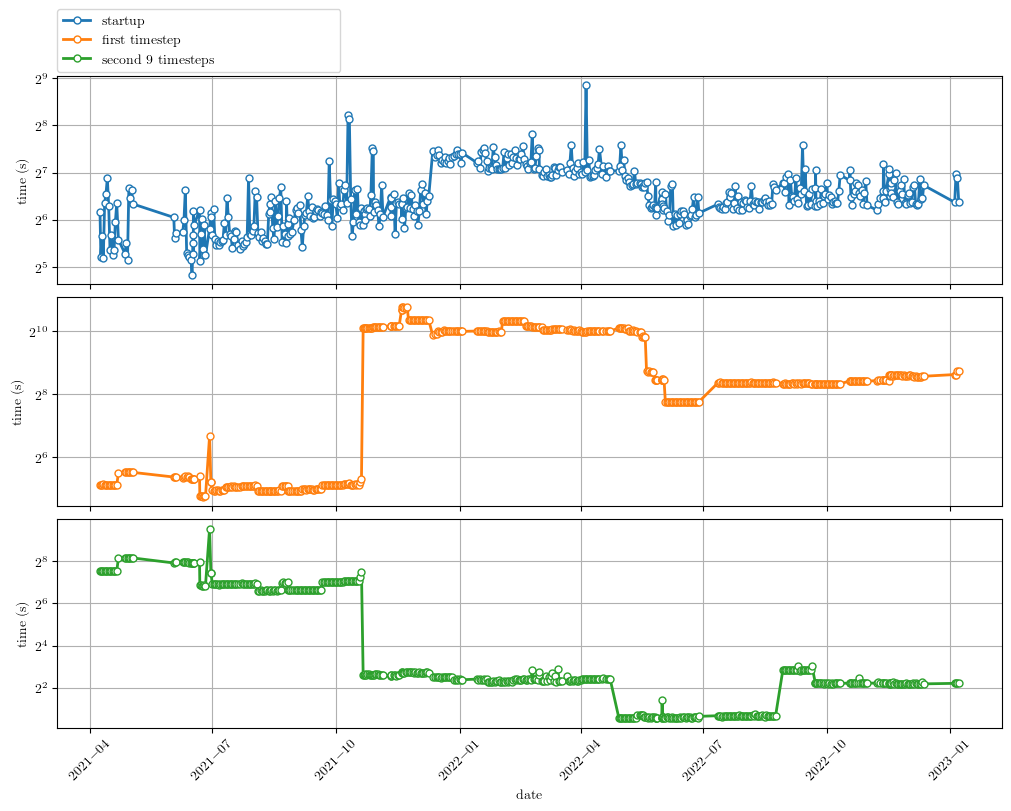 startup
first timestep
second 9 timesteps
2^9
2^8
2^7
2^6
2^5
time (s)
2^10
2^8
2^6
time (s)
2^8
2^6
2^4
2^2
time (s)
2021−04
2021−07
2021−10
2022−01
2022−04
2022−07
2022−10
2023−01
date